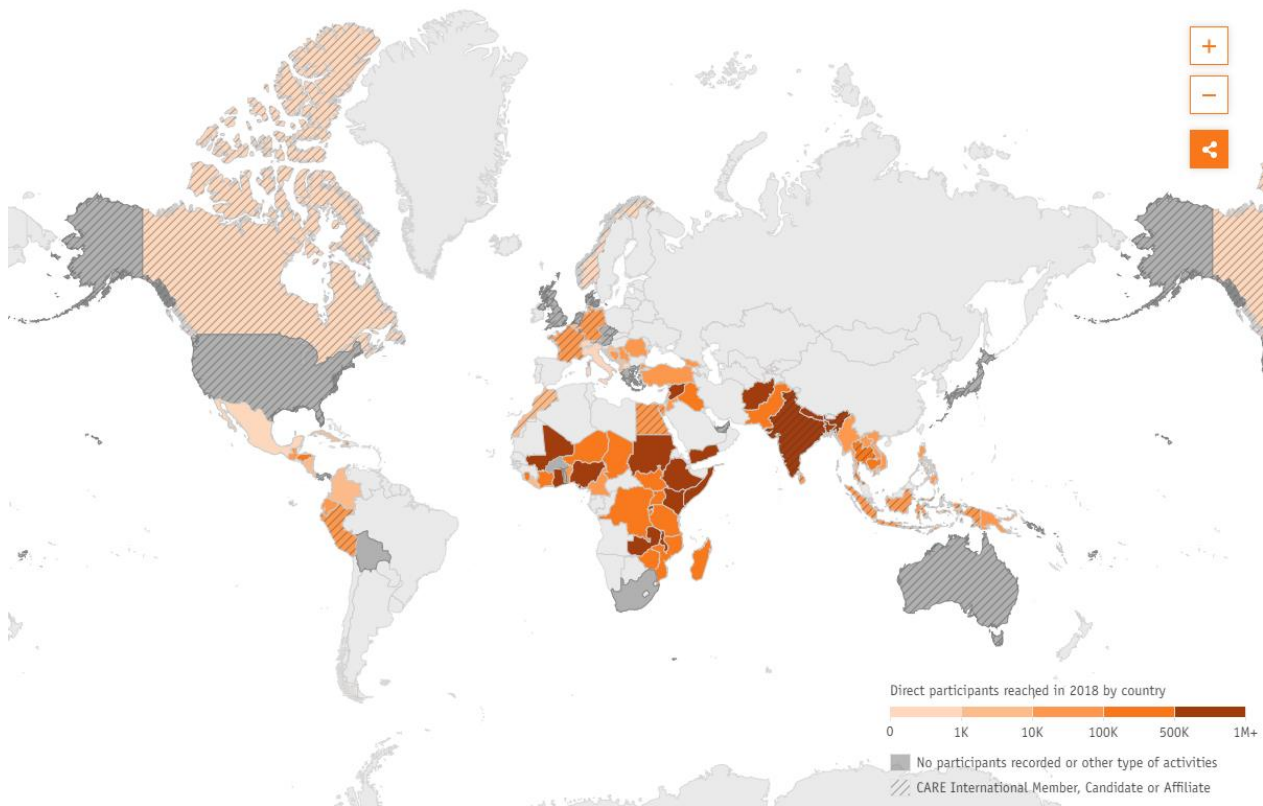 +
−
Direct participants reached in 2018 by country
0 1K 10K 100K 500K 1M+
No participants recorded or other type of activities
CARE International Member, Candidate or Affiliate